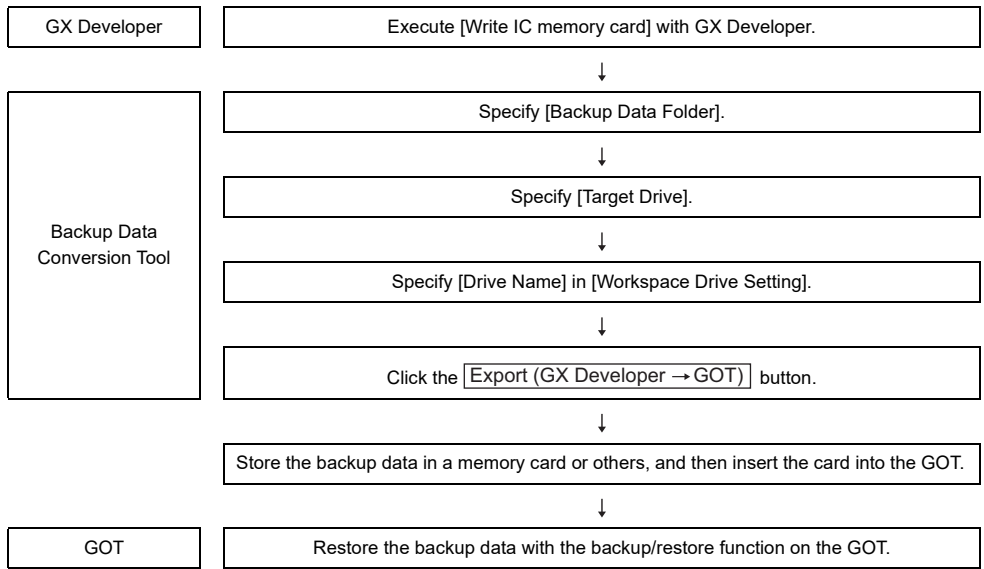 GX Developer
Execute [Write IC memory card] with GX Developer.
↓
Specify [Backup Data Folder].
↓
Specify [Target Drive].
↓
Backup Data
Conversion Tool
Specify [Drive Name] in [Workspace Drive Setting].
↓
Click the Export (GX Developer → GOT) button.
↓
Store the backup data in a memory card or others, and then insert the card into the GOT.
↓
GOT
Restore the backup data with the backup/restore function on the GOT.